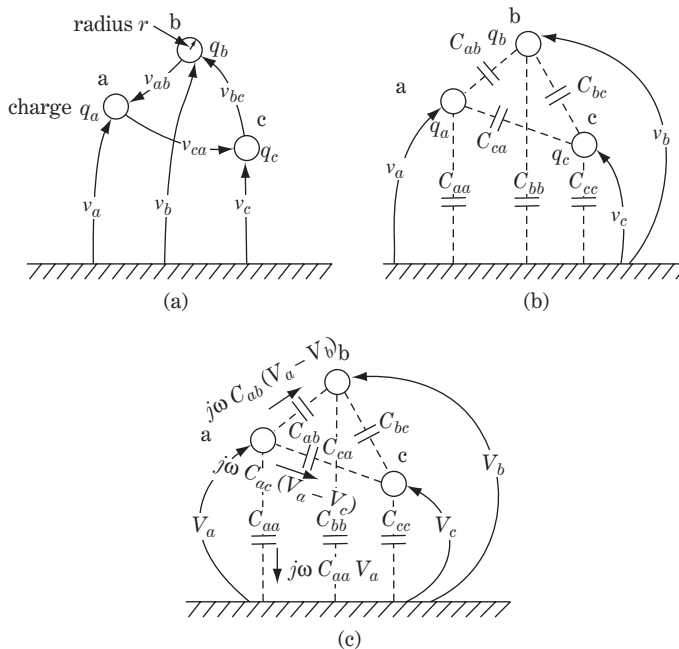 radius r
b
q_b
a
v_ab
v_bc
charge q_a
c
v_ca
q_c
v_a
v_b
v_c
(a)
b
C_ab
q_b
C_bc
a
c
q_a
C_ca
q_c
v_b
v_a
C_aa
C_bb
C_cc
v_c
(b)
jω C_ab (V_a – V_b)
b
a
C_ab
C_bc
C_ca
c
jω C_ac (V_a – V_c)
V_b
V_a
C_aa
C_bb
C_cc
V_c
jω C_aa V_a
(c)